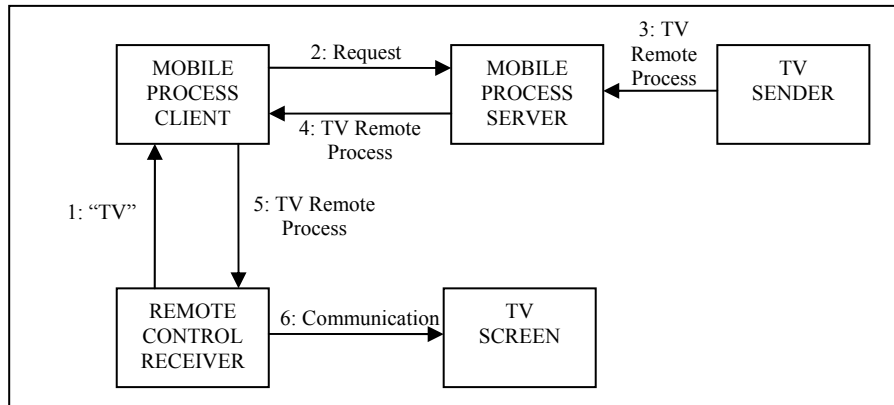 MOBILE
PROCESS
CLIENT
2: Request
MOBILE
PROCESS
SERVER
3: TV
Remote
Process
TV
SENDER
4: TV Remote
Process
1: “TV”
5: TV Remote
Process
REMOTE
CONTROL
RECEIVER
6: Communication
TV
SCREEN